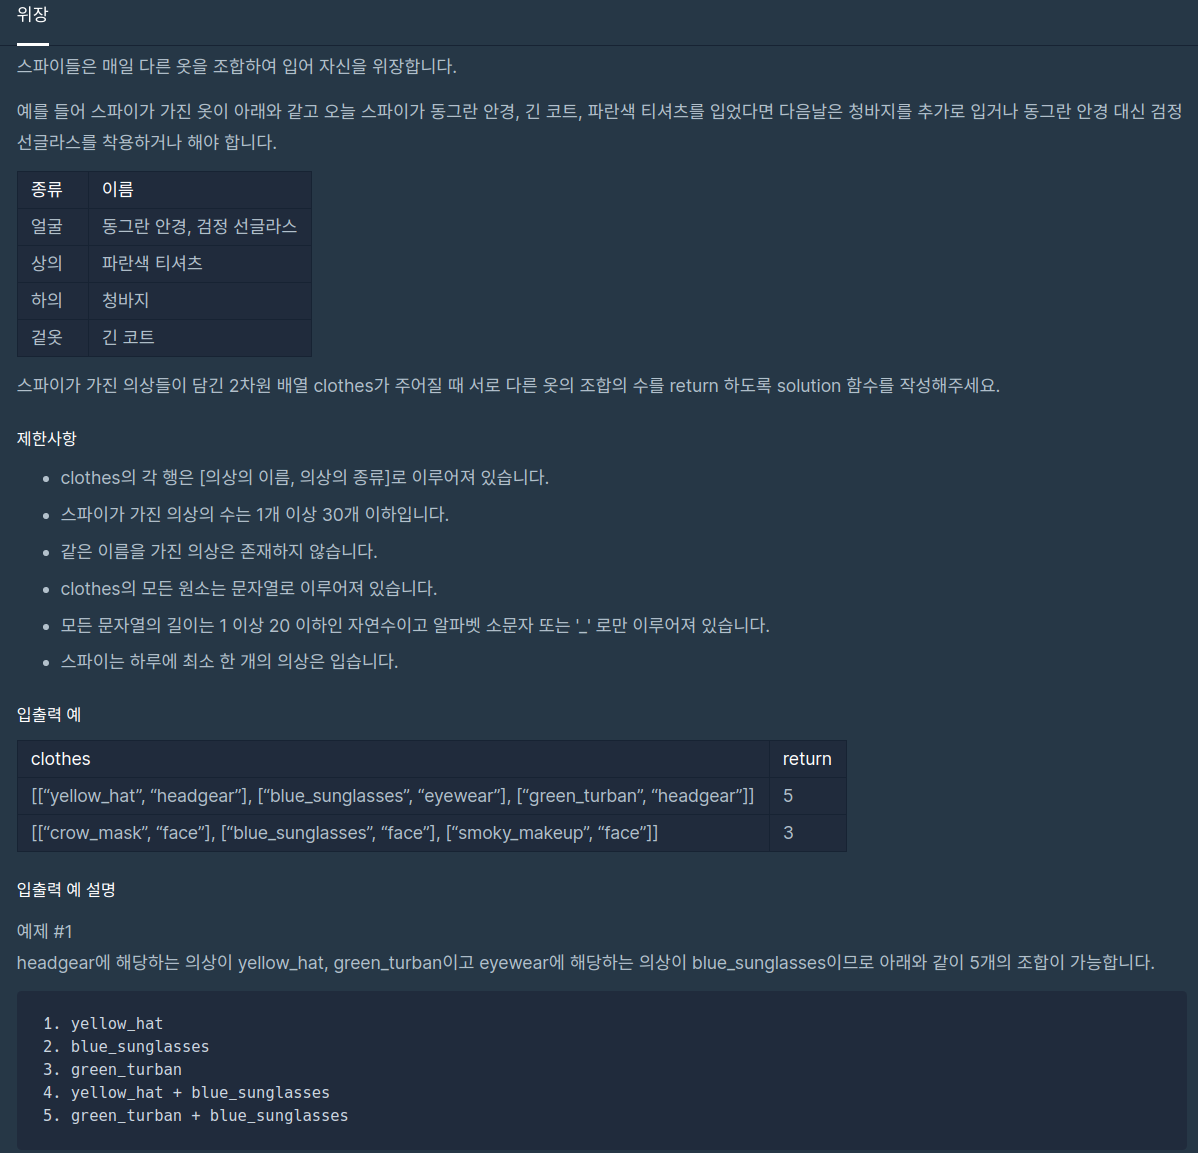 위장
스파이들은 매일 다른 옷을 조합하여 입어 자신을 위장합니다.
예를 들어 스파이가 가진 옷이 아래와 같고 오늘 스파이가 동그란 안경, 긴 코트, 파란색 티셔츠를 입었다면 다음날은 청바지를 추가로 입거나 동그란 안경 대신 검정
선글라스를 착용하거나 해야 합니다.
종류 이름
얼굴 동그란 안경, 검정 선글라스
상의 파란색 티셔츠
하의 청바지
겉옷 긴 코트
스파이가 가진 의상들이 담긴 2차원 배열 clothes가 주어질 때 서로 다른 옷의 조합의 수를 return 하도록 solution 함수를 작성해주세요.
제한사항
• clothes의 각 행은 [의상의 이름, 의상의 종류]로 이루어져 있습니다.
• 스파이가 가진 의상의 수는 1개 이상 30개 이하입니다.
• 같은 이름을 가진 의상은 존재하지 않습니다.
• clothes의 모든 원소는 문자열로 이루어져 있습니다.
• 모든 문자열의 길이는 1 이상 20 이하인 자연수이고 알파벳 소문자 또는 '_' 로만 이루어져 있습니다.
• 스파이는 하루에 최소 한 개의 의상은 입습니다.
입출력 예
clothes return
[[“yellow_hat”, “headgear”], [“blue_sunglasses”, “eyewear”], [“green_turban”, “headgear”]] 5
[[“crow_mask”, “face”], [“blue_sunglasses”, “face”], [“smoky_makeup”, “face”]] 3
입출력 예 설명
예제 #1
headgear에 해당하는 의상이 yellow_hat, green_turban이고 eyewear에 해당하는 의상이 blue_sunglasses이므로 아래와 같이 5개의 조합이 가능합니다.
1. yellow_hat
2. blue_sunglasses
3. green_turban
4. yellow_hat + blue_sunglasses
5. green_turban + blue_sunglasses